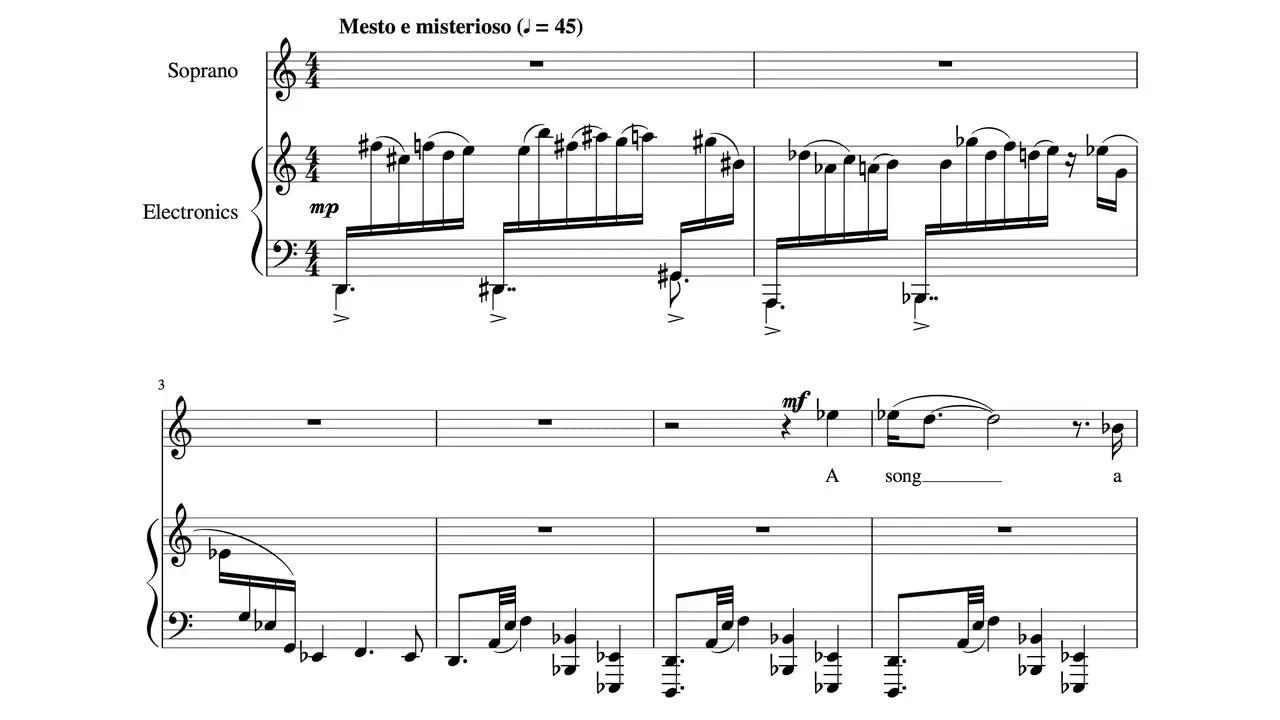 Mesto e misterioso (♩ = 45)
Soprano
Electronics
mp
3
mf
A song a